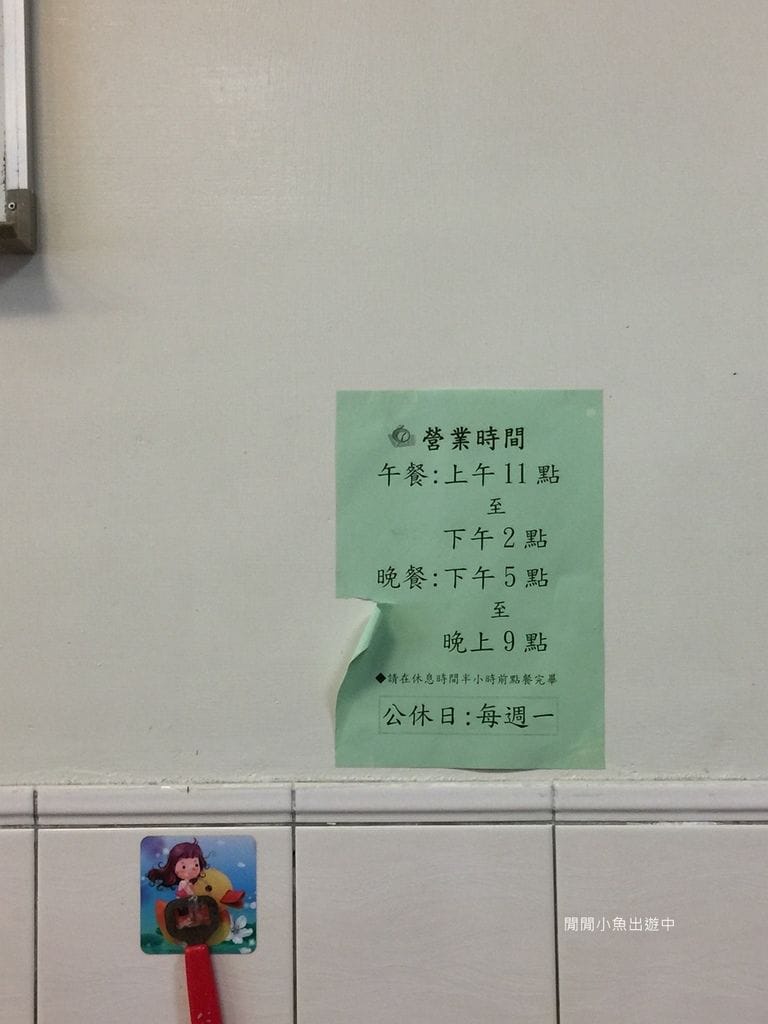 營業時間
午餐:上午11點
至
下午2點
晚餐:下午5點
至
晚上9點
◆請在休息時間半小時前點餐完畢
公休日:每週一
閒閒小魚出遊中